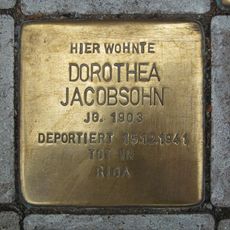 HIER WOHNTE
DOROTHEA
JACOBSOHN
JG. 1903
DEPORTIERT 15.12.1941
TOT IN
RIGA